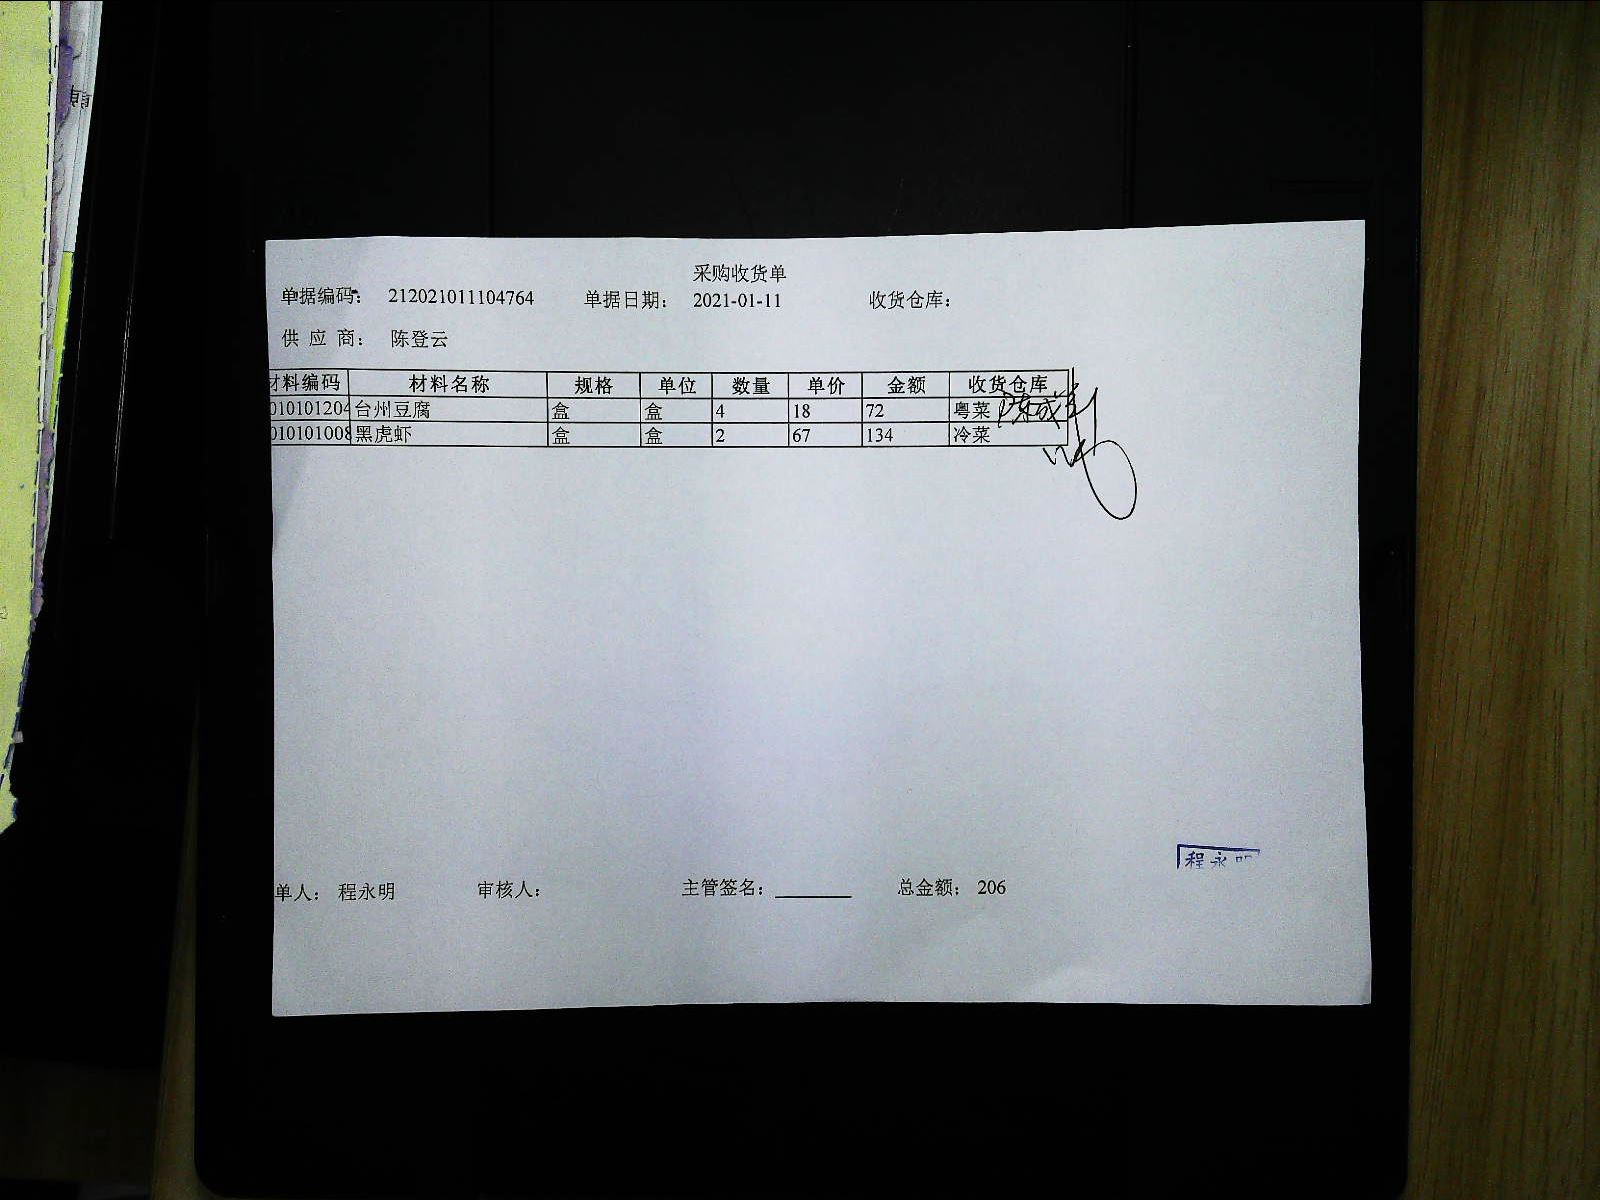 采购收货单
单据编码： 212021011104764 单据日期： 2021-01-11 收货仓库：
供 应 商： 陈登云
材料编码 材料名称 规格 单位 数量 单价 金额 收货仓库
010101204 台州豆腐 盒 盒 4 18 72 粤菜
010101008 黑虎虾 盒 盒 2 67 134 冷菜
程永明
单人： 程永明 审核人： 主管签名： 总金额： 206